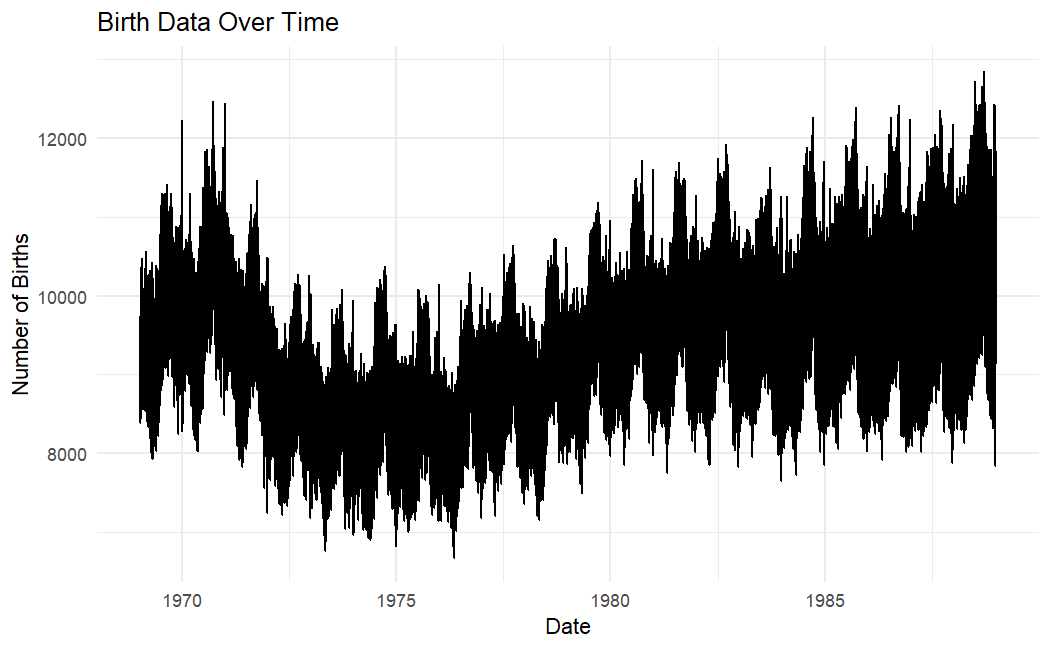 Birth Data Over Time
Number of Births
12000
10000
8000
1970 1975 1980 1985
Date